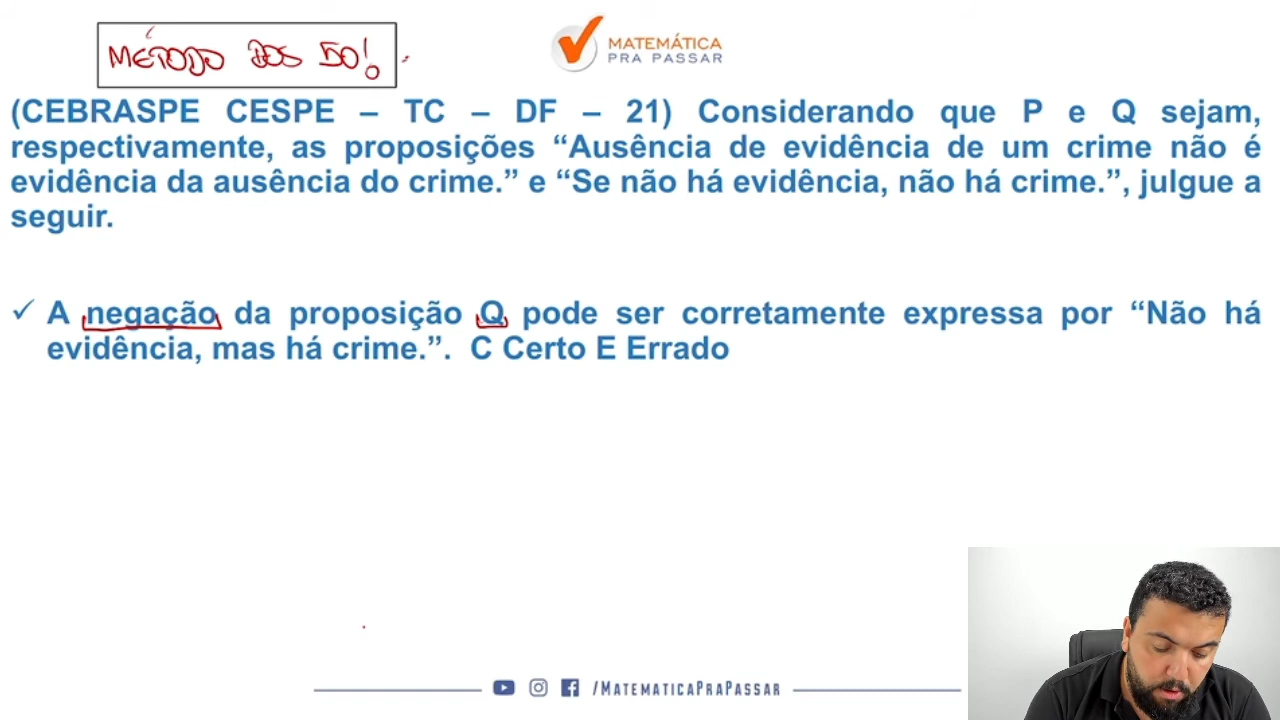 MÉTODO DOS 50!
MATEMÁTICA
PRA PASSAR
(CEBRASPE CESPE – TC – DF – 21) Considerando que P e Q sejam,
respectivamente, as proposições “Ausência de evidência de um crime não é
evidência da ausência do crime.” e “Se não há evidência, não há crime.”, julgue a
seguir.
✓ A negação da proposição Q pode ser corretamente expressa por “Não há
evidência, mas há crime.”. C Certo E Errado
/MATEMATICAPRAPASSAR